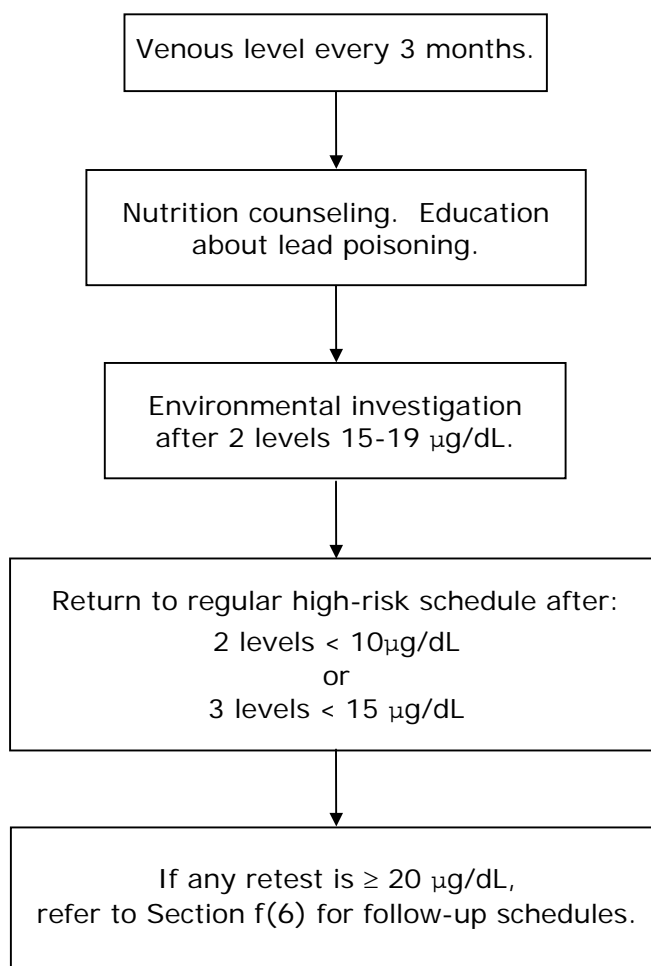 Venous level every 3 months.
Nutrition counseling. Education
about lead poisoning.
Environmental investigation
after 2 levels 15-19 μg/dL.
Return to regular high-risk schedule after:
2 levels < 10μg/dL
or
3 levels < 15 μg/dL
If any retest is ≥ 20 μg/dL,
refer to Section f(6) for follow-up schedules.